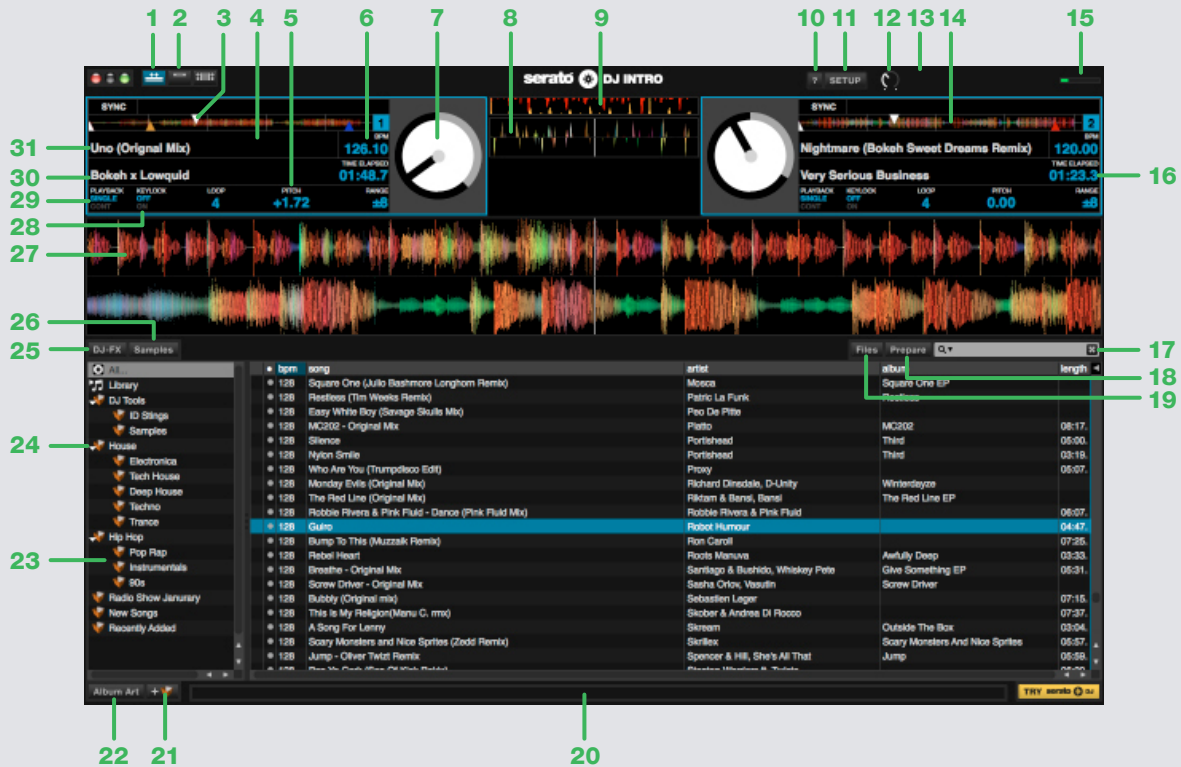 1 2 3 4 5 6 7 8 9 10 11 12 13 14 15
serato DJ INTRO
? SETUP
SYNC
1
BPM
31
Uno (Orignal Mix)
126.10
TIME ELAPSED
30
Bokeh x Lowquid
01:48.7
PLAYBACK KEYLOCK LOOP PITCH RANGE
29
SINGLE OFF 4 +1.72 ±8
CONT ON
28
SYNC
2
BPM
Nightmare (Bokeh Sweet Dreams Remix)
120.00
TIME ELAPSED
Very Serious Business
01:23.3
16
PLAYBACK KEYLOCK LOOP PITCH RANGE
SINGLE OFF 4 0.00 ±8
CONT ON
27
26
25
DJ-FX Samples
Files Prepare
17
18
19
All...
Library
DJ Tools
ID Stings
Samples
24
House
Electronica
Tech House
Deep House
Techno
Trance
Hip Hop
23
Pop Rap
Instrumentals
90s
Radio Show Janurary
New Songs
Recently Added
bpm song artist album length
128 Square One (Julio Bashmore Longhorn Remix) Mosca Square One EP
128 Restless (Tim Weeks Remix) Patric La Funk Restless
128 Easy White Boy (Savage Skulls Mix) Peo De Pitte
128 MC202 - Original Mix Platto MC202 06:17.
128 Silence Portishead Third 05:00.
128 Nylon Smile Portishead Third 03:19.
128 Who Are You (Trumpdisco Edit) Proxy 05:07.
128 Monday Evils (Original Mix) Richard Dinsdale, D-Unity Winterdayze
128 The Red Line (Original Mix) Riktam & Bansi, Bansi The Red Line EP
128 Robbie Rivera & Pink Fluid - Dance (Pink Fluid Mix) Robbie Rivera & Pink Fluid 06:07.
128 Guiro Robot Humour 04:47.
128 Bump To This (Muzzaik Remix) Ron Caroll 07:25.
128 Rebel Heart Roots Manuva Awfully Deep 03:33.
128 Breathe - Original Mix Santiago & Bushido, Whiskey Pete Give Something EP 05:31.
128 Screw Driver - Original Mix Sasha Orlov, Vasutin Screw Driver
128 Bubbly (Original mix) Sebastien Leger 07:15.
128 This Is My Religion(Manu C. rmx) Skober & Andrea Di Rocco 07:37.
128 A Song For Lenny Skream Outside The Box 03:04.
128 Scary Monsters and Nice Sprites (Zedd Remix) Skrillex Scary Monsters And Nice Sprites 05:57.
128 Jump - Oliver Twizt Remix Spencer & Hill, She's All That Jump 05:59.
Album Art +
TRY serato DJ
22 21 20